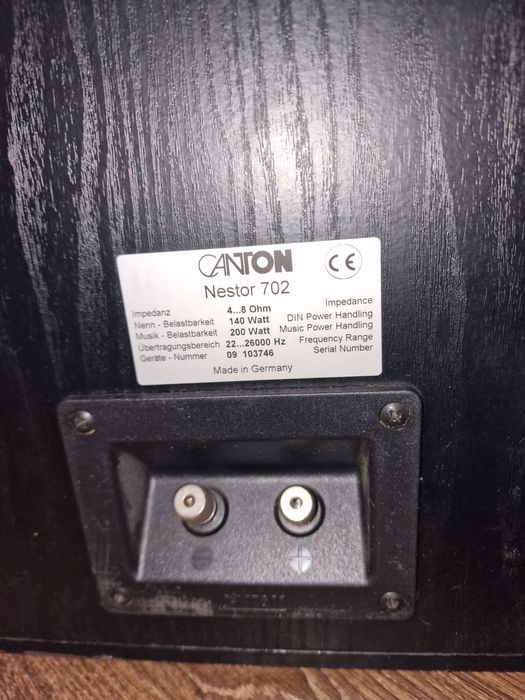 CANTON
CE
Nestor 702
Impedanz 4...8 Ohm Impedance
Nenn - Belastbarkeit 140 Watt DIN Power Handling
Musik - Belastbarkeit 200 Watt Music Power Handling
Übertragungsbereich 22...26000 Hz Frequency Range
Geräte - Nummer 09 103746 Serial Number
Made in Germany